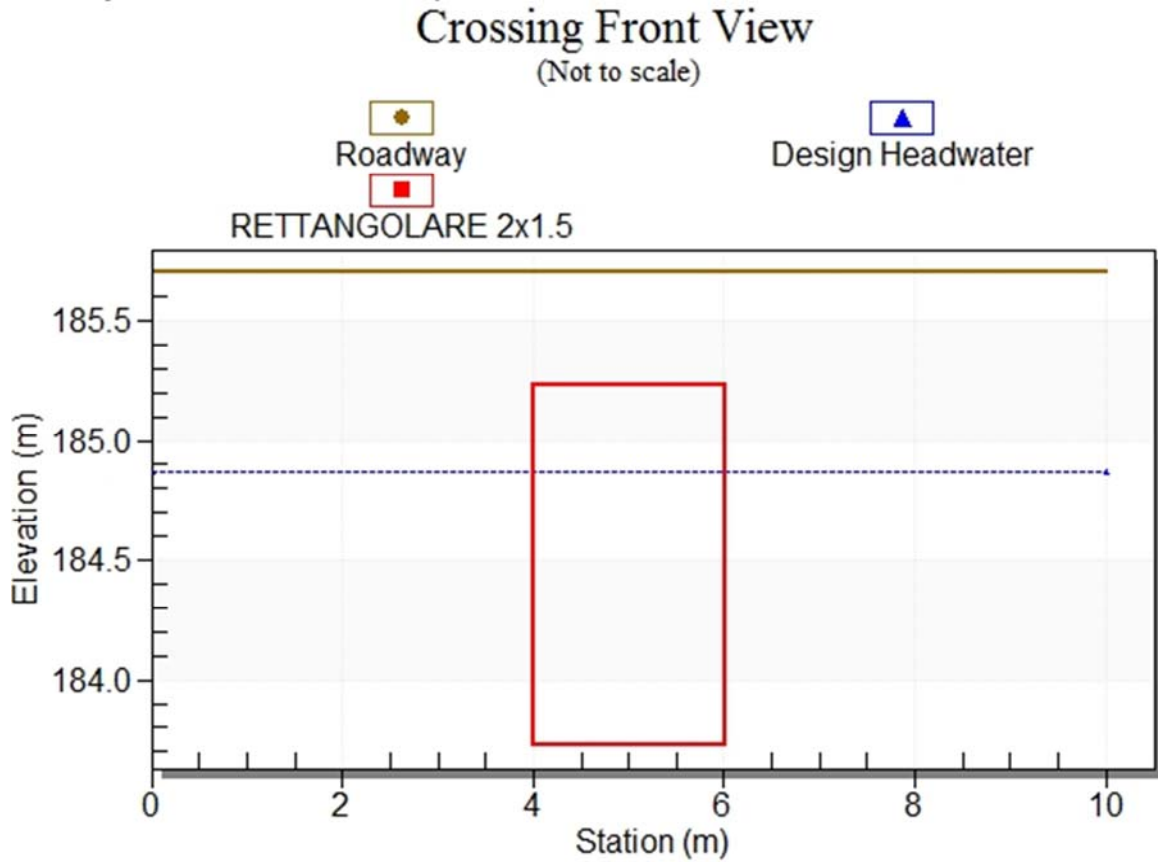 Crossing Front View
(Not to scale)
Roadway
Design Headwater
RETTANGOLARE 2x1.5
185.5
185.0
184.5
184.0
Elevation (m)
0 2 4 6 8 10
Station (m)